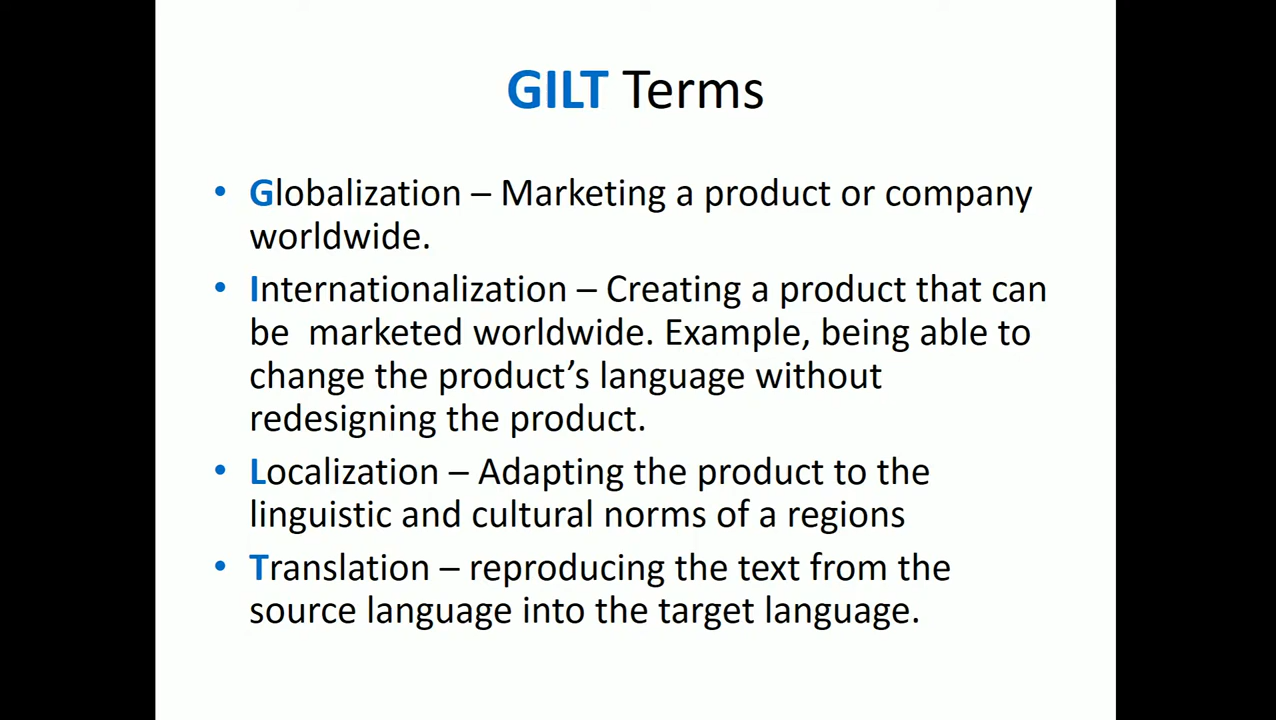 GILT Terms
• Globalization – Marketing a product or company
worldwide.
• Internationalization – Creating a product that can
be  marketed worldwide. Example, being able to
change the product’s language without
redesigning the product.
• Localization – Adapting the product to the
linguistic and cultural norms of a regions
• Translation – reproducing the text from the
source language into the target language.